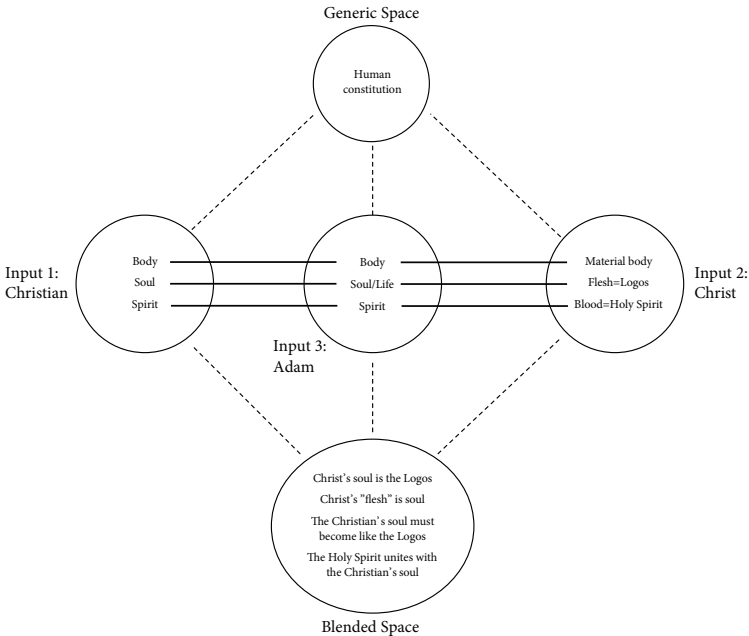 Generic Space
Human
constitution
Input 1:
Christian
Body
Soul
Spirit
Body
Soul/Life
Spirit
Input 3:
Adam
Material body
Flesh=Logos
Blood=Holy Spirit
Input 2:
Christ
Christ's soul is the Logos
Christ's ”flesh” is soul
The Christian's soul must
become like the Logos
The Holy Spirit unites with
the Christian's soul
Blended Space